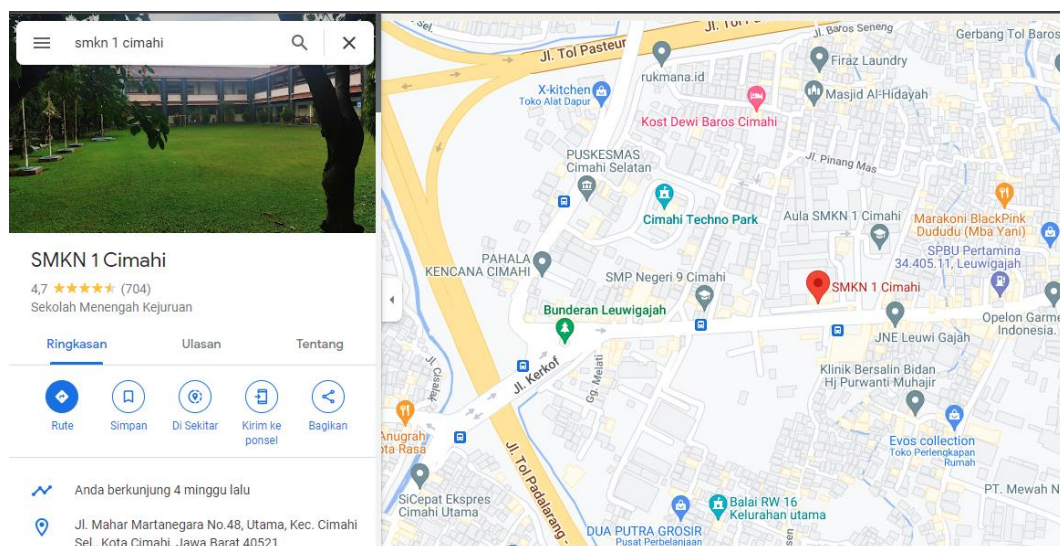 smkn 1 cimahi
SMKN 1 Cimahi
4,7
(704)
Sekolah Menengah Kejuruan
Ringkasan
Ulasan
Tentang
Rute
Simpan
Di Sekitar
Kirim ke
ponsel
Bagikan
Anda berkunjung 4 minggu lalu
Jl. Mahar Martanegara No.48, Utama, Kec. Cimahi
Sel., Kota Cimahi, Jawa Barat 40521
Sel.
Jl. Tol Pasteur
Jl. Baros Seneng
Gerbang Tol Baros
rukmana.id
Firaz Laundry
X-kitchen
Toko Alat Dapur
Masjid Al-Hidayah
Kost Dewi Baros Cimahi
PUSKESMAS
Cimahi Selatan
Jl. Pinang Mas
Cimahi Techno Park
Aula SMKN 1 Cimahi
Marakoni BlackPink
Dududu (Mba Yani)
SPBU Pertamina
34.405.11, Leuwigajah
PAHALA
KENCANA CIMAHI
SMP Negeri 9 Cimahi
SMKN 1 Cimahi
Bunderan Leuwigajah
Opelon Garme
Indonesia.
JNE Leuwi Gajah
Jl. Cisalak
Jl. Kerkof
Gg. Melati
Klinik Bersalin Bidan
Hj Purwanti Muhajir
Anugrah
ota Rasa
Evos collection
Toko Perlengkapan
Rumah
Jl. Tol Padalarang -
SiCepat Ekspres
Cimahi Utama
PT. Mewah N
Balai RW 16
Kelurahan utama
DUA PUTRA GROSIR
Pusat Perbelanjaan